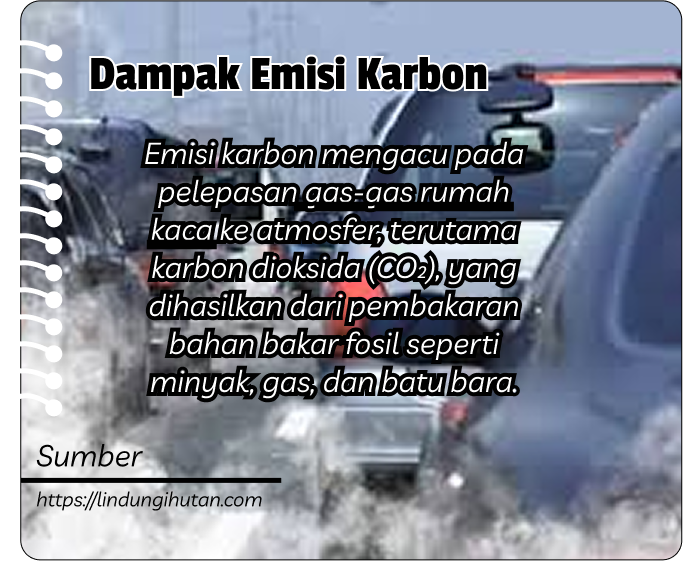 Dampak Emisi Karbon
Emisi karbon mengacu pada
pelepasan gas-gas rumah
kaca ke atmosfer, terutama
karbon dioksida (CO₂), yang
dihasilkan dari pembakaran
bahan bakar fosil seperti
minyak, gas, dan batu bara.
Sumber
https://lindungihutan.com